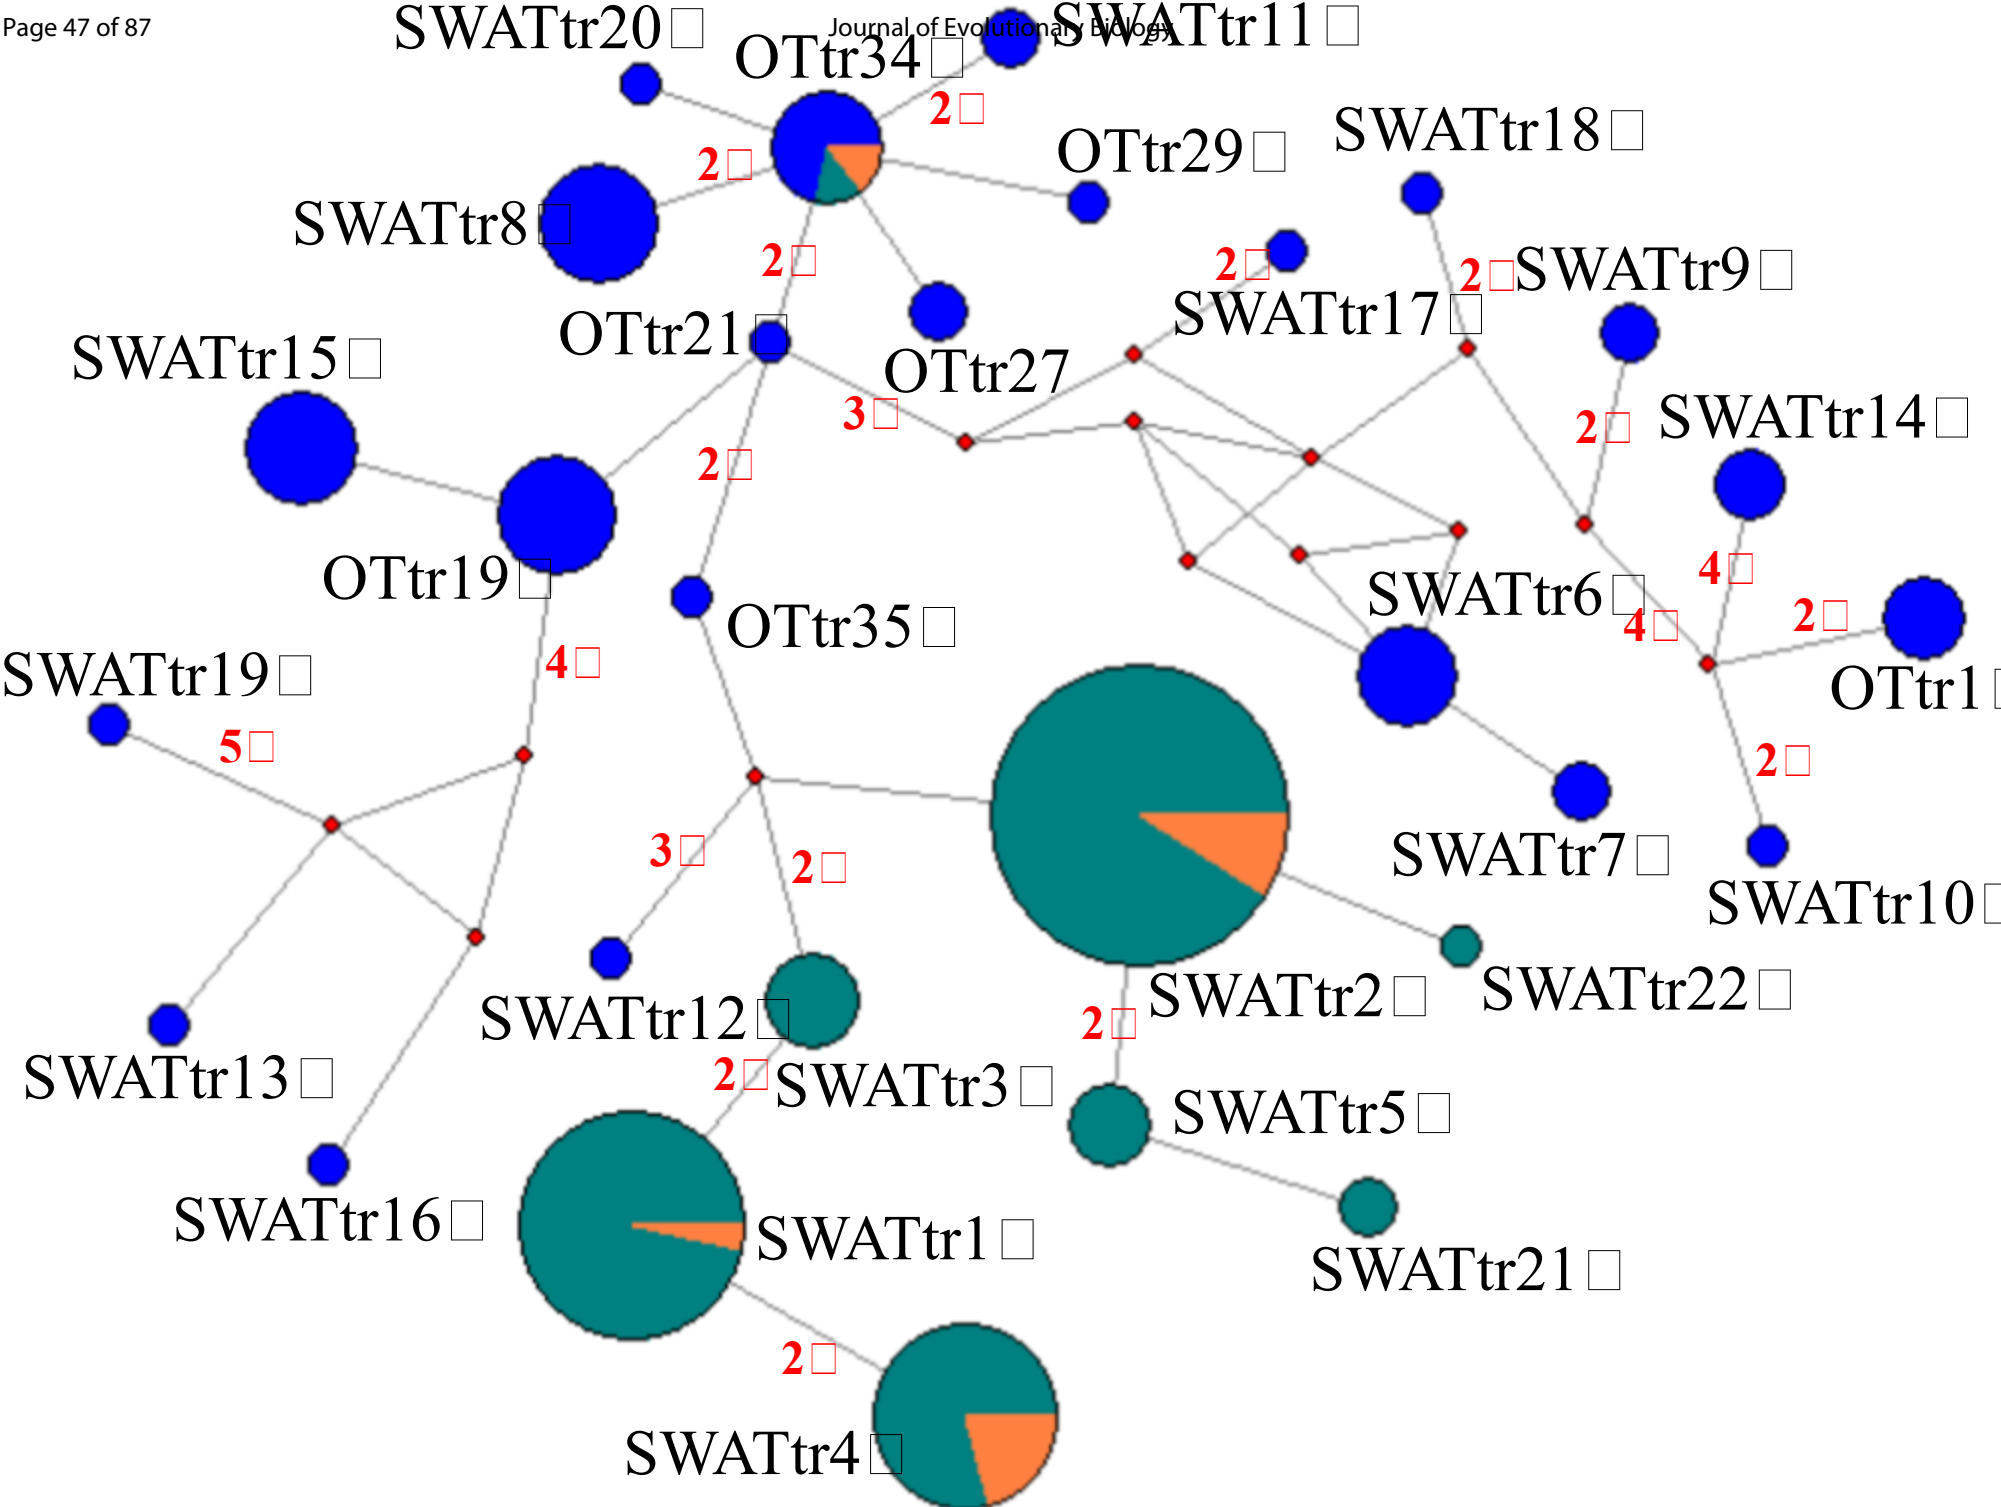 Page 47 of 87
Journal of Evolutionary Biology
SWATtr20
SWATtr11
OTtr34
2
SWATtr18
OTtr29
2
SWATtr8
2
2
2
SWATtr9
SWATtr17
OTtr21
SWATtr15
OTtr27
3
SWATtr14
2
2
4
OTtr19
SWATtr6
2
4
OTtr35
4
SWATtr19
OTtr1
5
2
3
2
SWATtr7
SWATtr10
SWATtr2
SWATtr22
SWATtr12
2
SWATtr13
2
SWATtr3
SWATtr5
SWATtr16
SWATtr1
SWATtr21
2
SWATtr4